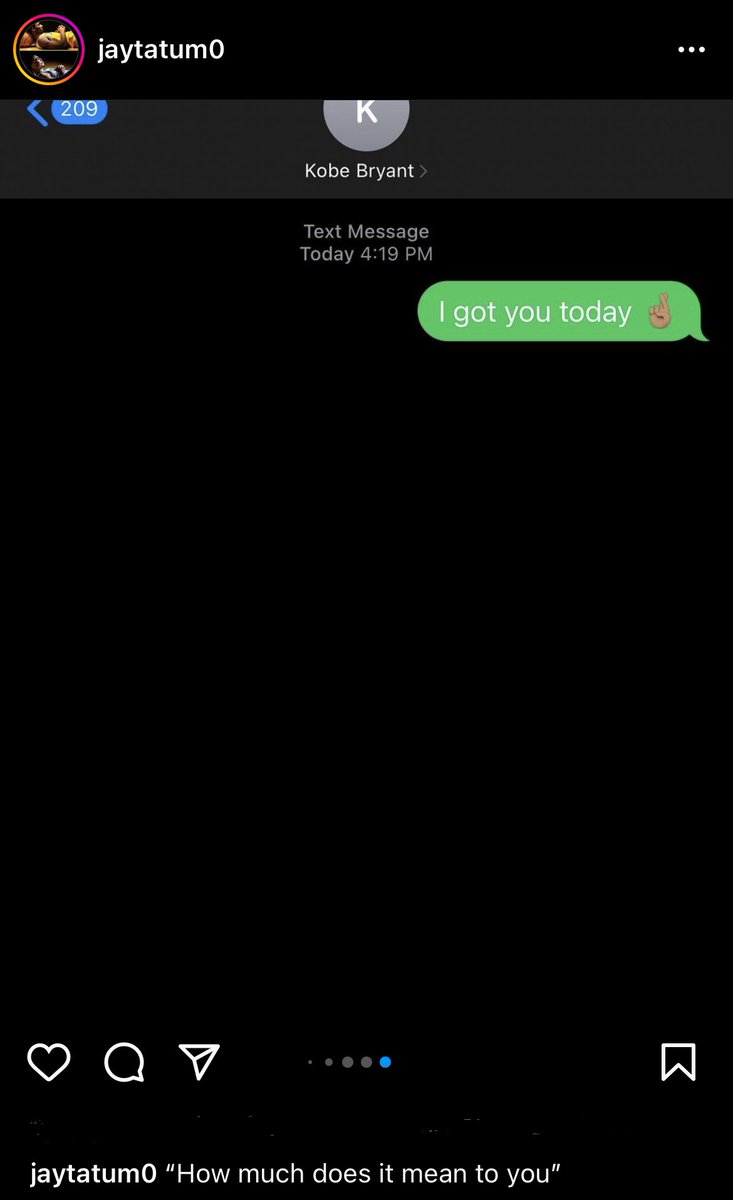 jaytatum0
209
K
Kobe Bryant
Text Message
Today 4:19 PM
I got you today 🤞🏽
jaytatum0 “How much does it mean to you”